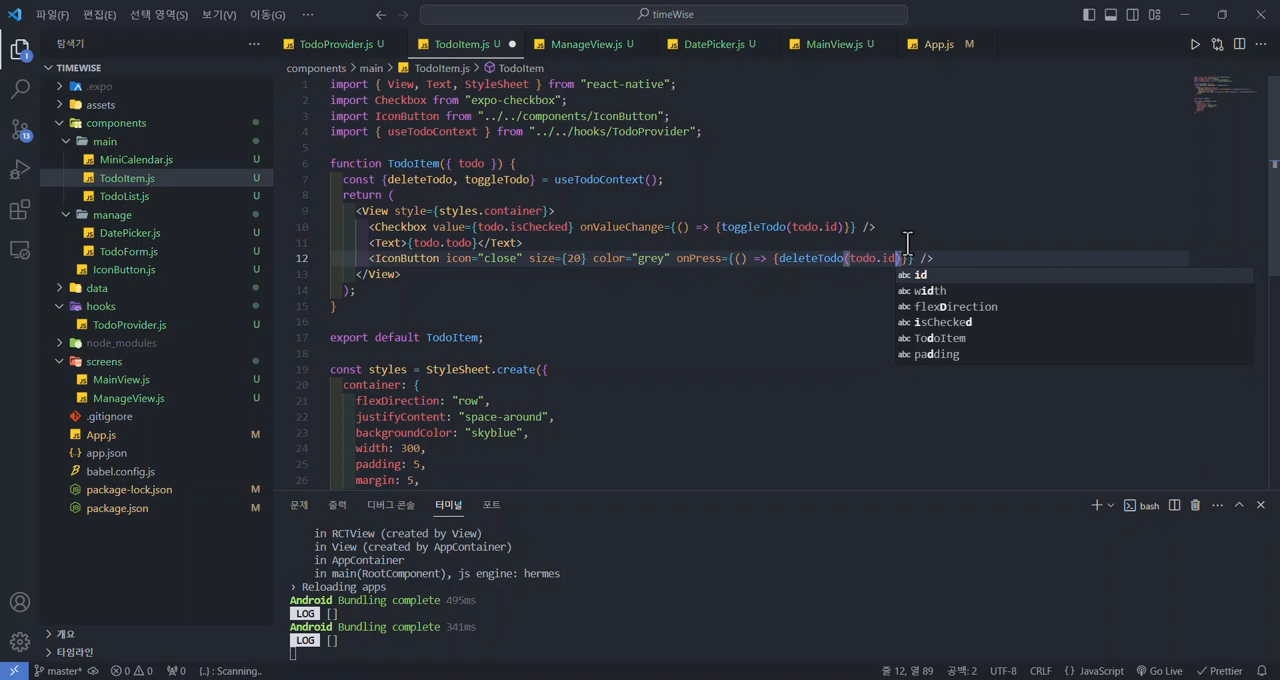 파일(F) 편집(E) 선택 영역(S) 보기(V) 이동(G) ··· timeWise
탐색기 ···
TodoProvider.js U TodoItem.js U ManageView.js U DatePicker.js U MainView.js U App.js M
TIMEWISE
.expo
assets
components
main
MiniCalendar.js U
TodoItem.js U
TodoList.js U
manage
DatePicker.js U
TodoForm.js U
IconButton.js U
data
hooks
TodoProvider.js U
node_modules
screens
MainView.js U
ManageView.js U
.gitignore
App.js M
app.json
babel.config.js
package-lock.json M
package.json M
개요
타임라인
components > main > TodoItem.js > TodoItem
1 import { View, Text, StyleSheet } from "react-native";
2 import Checkbox from "expo-checkbox";
3 import IconButton from "../../components/IconButton";
4 import { useTodoContext } from "../../hooks/TodoProvider";
5
6 function TodoItem({ todo }) {
7 const {deleteTodo, toggleTodo} = useTodoContext();
8 return (
9 <View style={styles.container}>
10 <Checkbox value={todo.isChecked} onValueChange={() => {toggleTodo(todo.id)}} />
11 <Text>{todo.todo}</Text>
12 <IconButton icon="close" size={20} color="grey" onPress={() => {deleteTodo(todo.id)}} />
13 </View>
14 );
15 }
16
17 export default TodoItem;
18
19 const styles = StyleSheet.create({
20 container: {
21 flexDirection: "row",
22 justifyContent: "space-around",
23 backgroundColor: "skyblue",
24 width: 300,
25 padding: 5,
26 margin: 5,
abc id
abc width
abc flexDirection
abc isChecked
abc TodoItem
abc padding
문제 출력 디버그 콘솔 터미널 포트 bash
in RCTView (created by View)
in View (created by AppContainer)
in AppContainer
in main(RootComponent), js engine: hermes
› Reloading apps
Android Bundling complete 495ms
LOG []
Android Bundling complete 341ms
LOG []
1
13
master* 0 0 0 {..} : Scanning.. 줄 12, 열 89 공백: 2 UTF-8 CRLF { } JavaScript Go Live Prettier